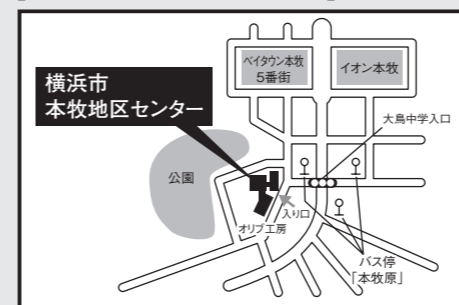 ベイタウン本牧
5番街
イオン本牧
横浜市
本牧地区センター
大鳥中学入口
公園
入り口
オリブ工房
バス停
「本牧原」